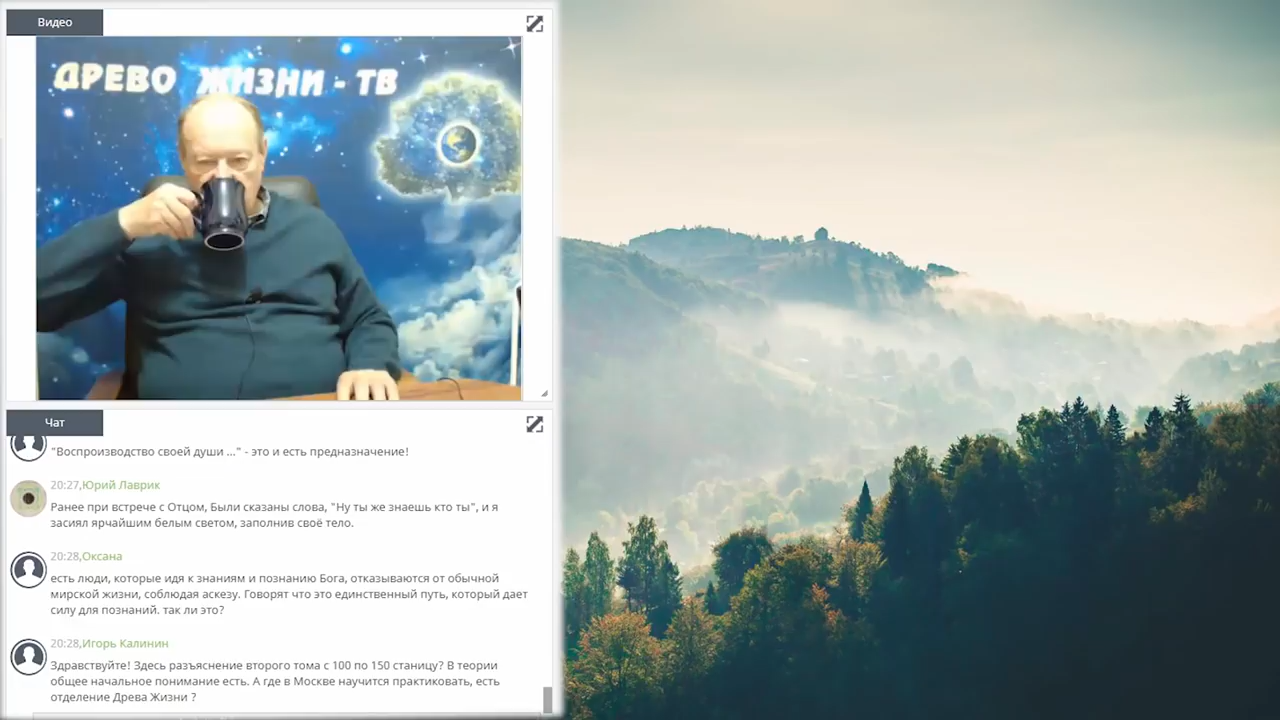 Видео
ДРЕВО ЖИЗНИ - ТВ
Чат
"Воспроизводство своей души ..." - это и есть предназначение!
20:27,Юрий Лаврик
Ранее при встрече с Отцом, Были сказаны слова, "Ну ты же знаешь кто ты", и я
засиял ярчайшим белым светом, заполнив своё тело.
20:28,Оксана
есть люди, которые идя к знаниям и познанию Бога, отказываются от обычной
мирской жизни, соблюдая аскезу. Говорят что это единственный путь, который дает
силу для познаний. так ли это?
20:28,Игорь Калинин
Здравствуйте! Здесь разъяснение второго тома с 100 по 150 станицу? В теории
общее начальное понимание есть. А где в Москве научится практиковать, есть
отделение Древа Жизни ?